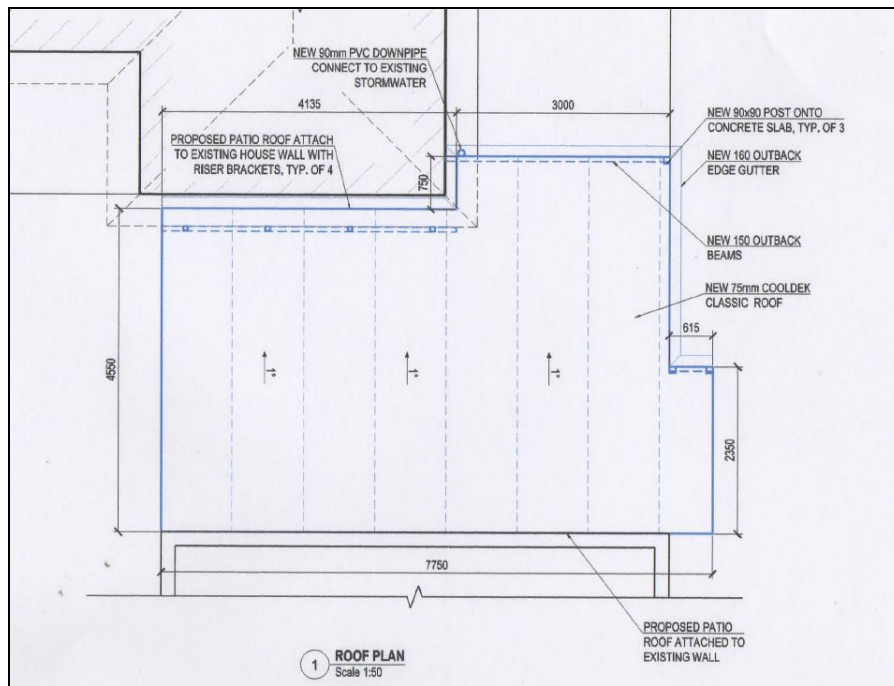 NEW 90mm PVC DOWNPIPE
CONNECT TO EXISTING
STORMWATER
4135
3000
NEW 90x90 POST ONTO
CONCRETE SLAB, TYP. OF 3
PROPOSED PATIO ROOF ATTACH
TO EXISTING HOUSE WALL WITH
RISER BRACKETS, TYP. OF 4
750
NEW 160 OUTBACK
EDGE GUTTER
NEW 150 OUTBACK
BEAMS
NEW 75mm COOLDEK
CLASSIC ROOF
615
4550
1°
1°
1°
2350
7750
PROPOSED PATIO
ROOF ATTACHED TO
EXISTING WALL
1
ROOF PLAN
Scale 1:50